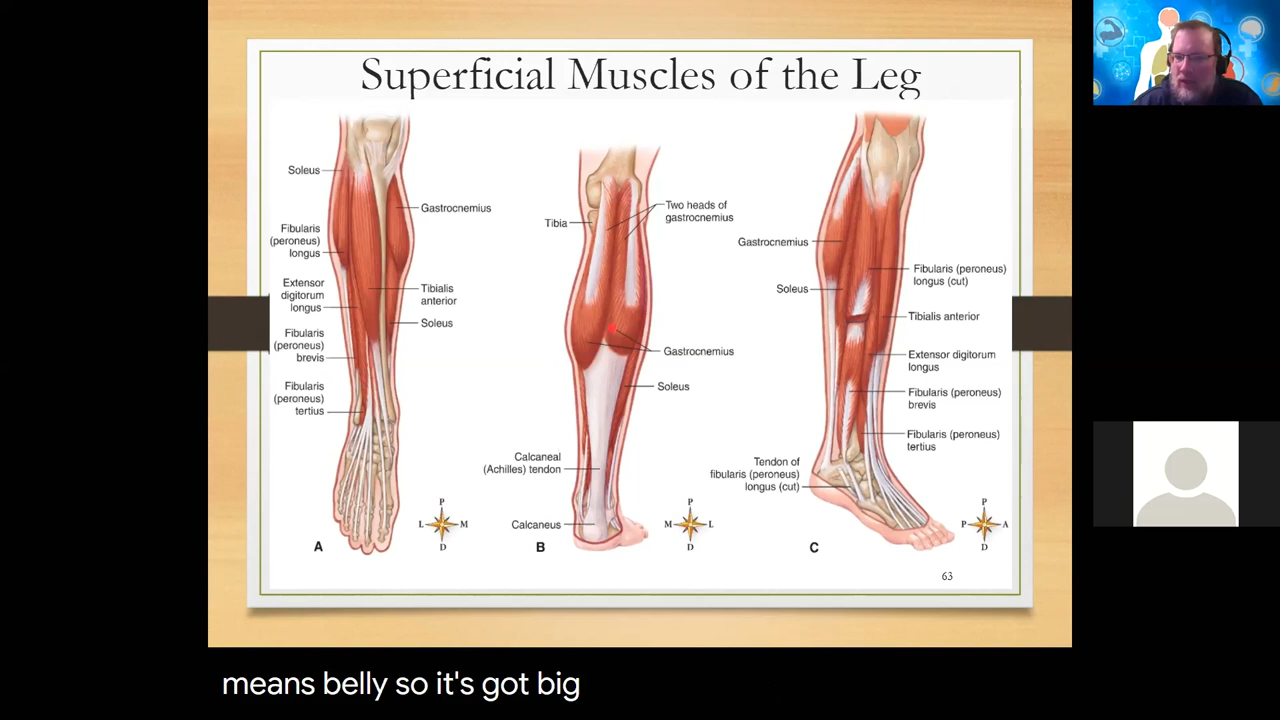 Superficial Muscles of the Leg
Soleus
Fibularis
(peroneus)
longus
Extensor
digitorum
longus
Fibularis
(peroneus)
brevis
Fibularis
(peroneus)
tertius
Gastrocnemius
Tibialis
anterior
Soleus
P
L
M
D
A
Tibia
Two heads of
gastrocnemius
Gastrocnemius
Soleus
Calcaneal
(Achilles) tendon
Calcaneus
P
M
L
D
B
Gastrocnemius
Soleus
Tendon of
fibularis (peroneus)
longus (cut)
Fibularis (peroneus)
longus (cut)
Tibialis anterior
Extensor digitorum
longus
Fibularis (peroneus)
brevis
Fibularis (peroneus)
tertius
P
P
A
D
C
63
means belly so it's got big